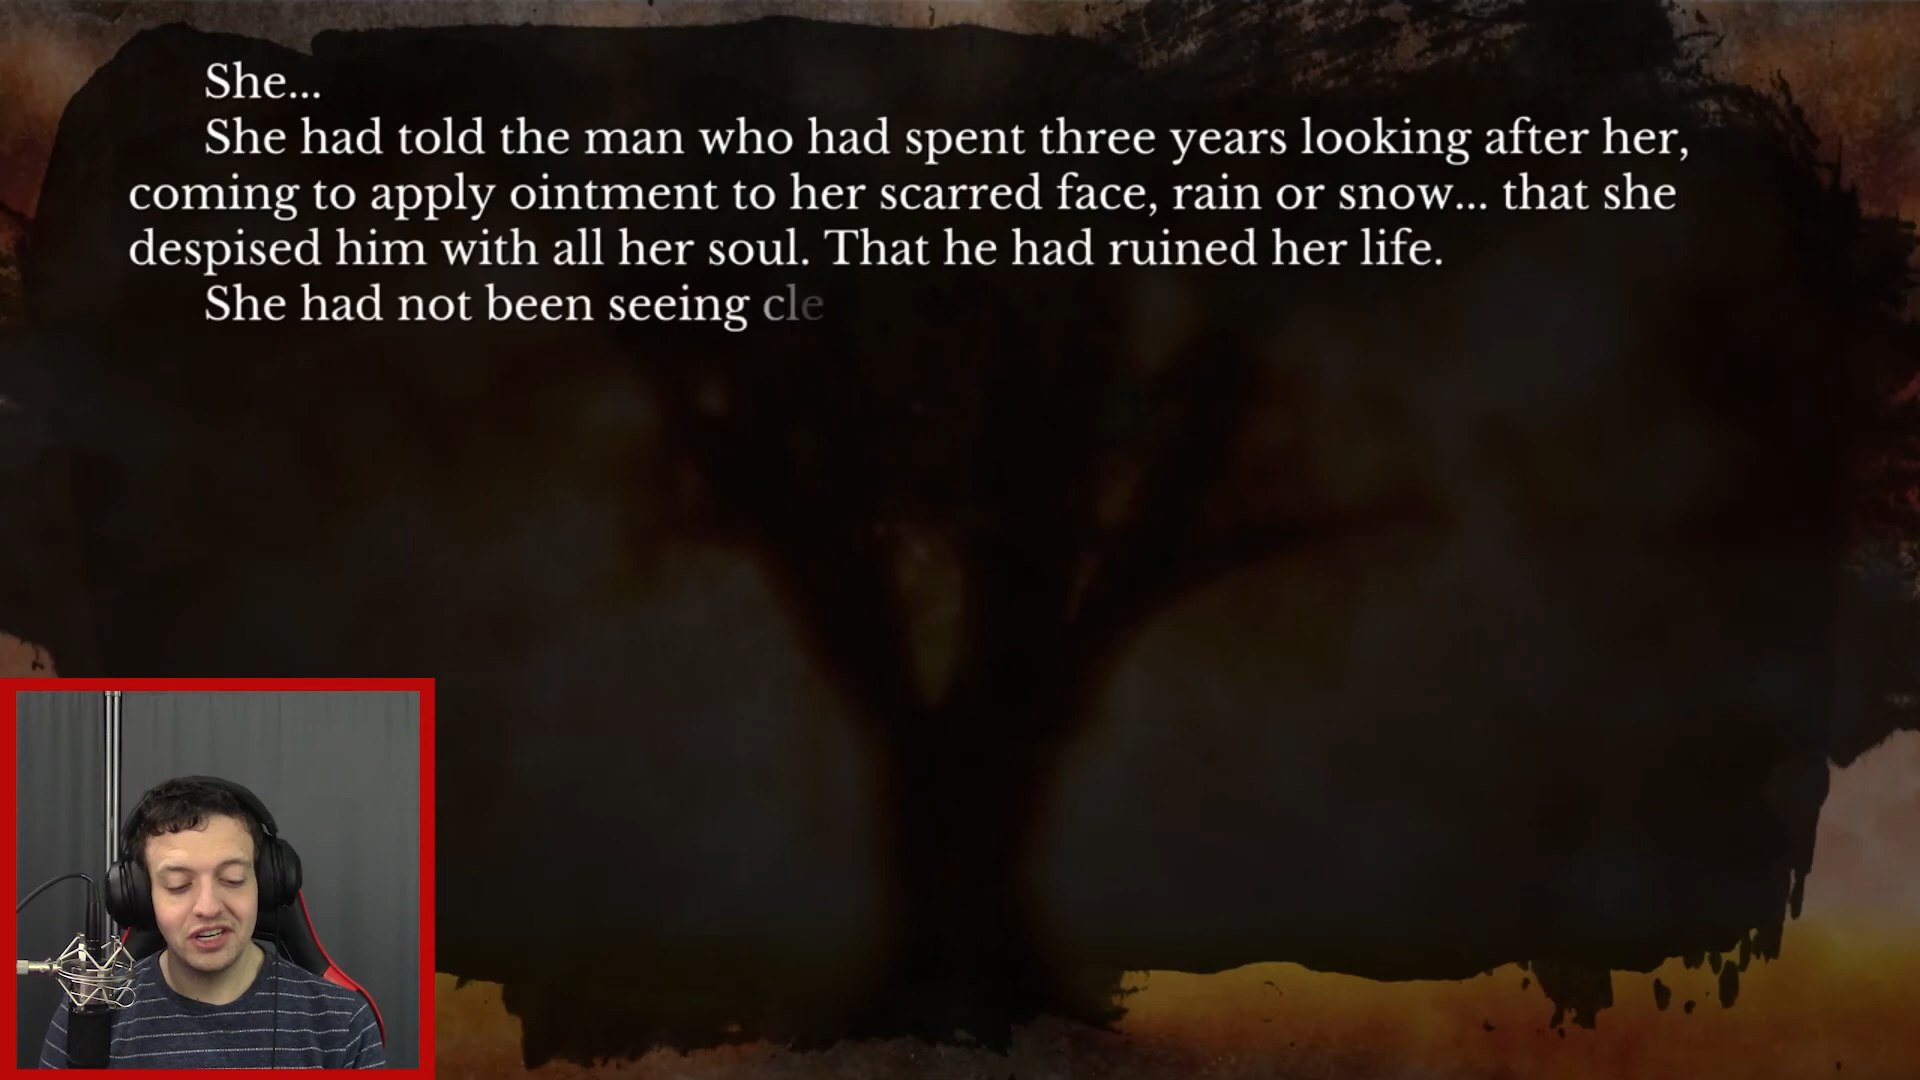 She...
She had told the man who had spent three years looking after her,
coming to apply ointment to her scarred face, rain or snow... that she
despised him with all her soul. That he had ruined her life.
She had not been seeing cle